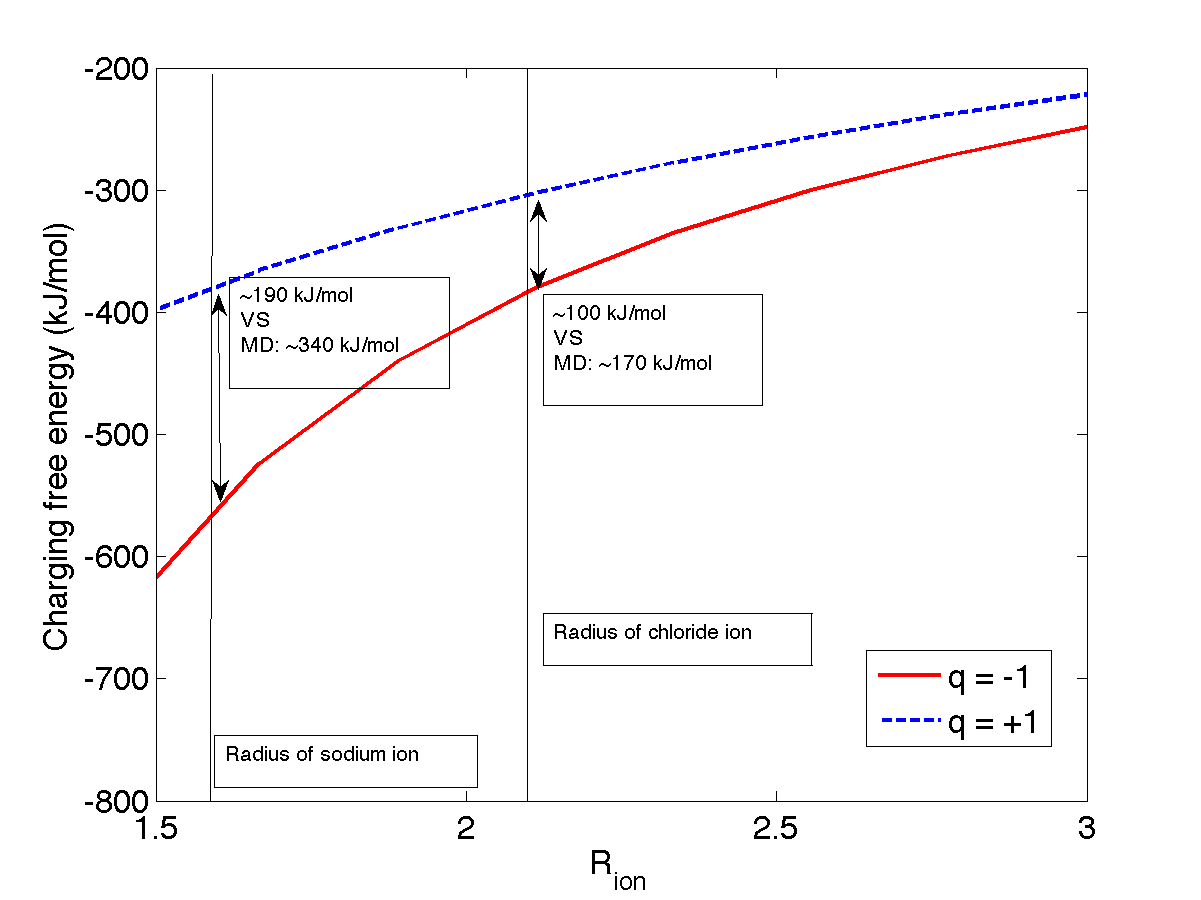 -200
-300
-400
-500
-600
-700
-800
Charging free energy (kJ/mol)
~190 kJ/mol
VS
MD: ~340 kJ/mol
~100 kJ/mol
VS
MD: ~170 kJ/mol
Radius of chloride ion
Radius of sodium ion
q = -1
q = +1
1.5
2
2.5
3
Rion